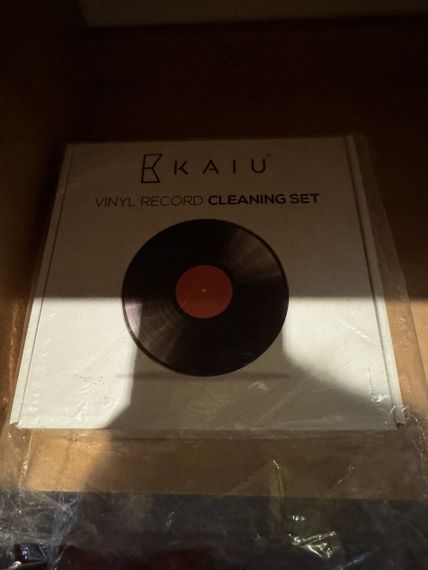 KAIU®
VINYL RECORD CLEANING SET